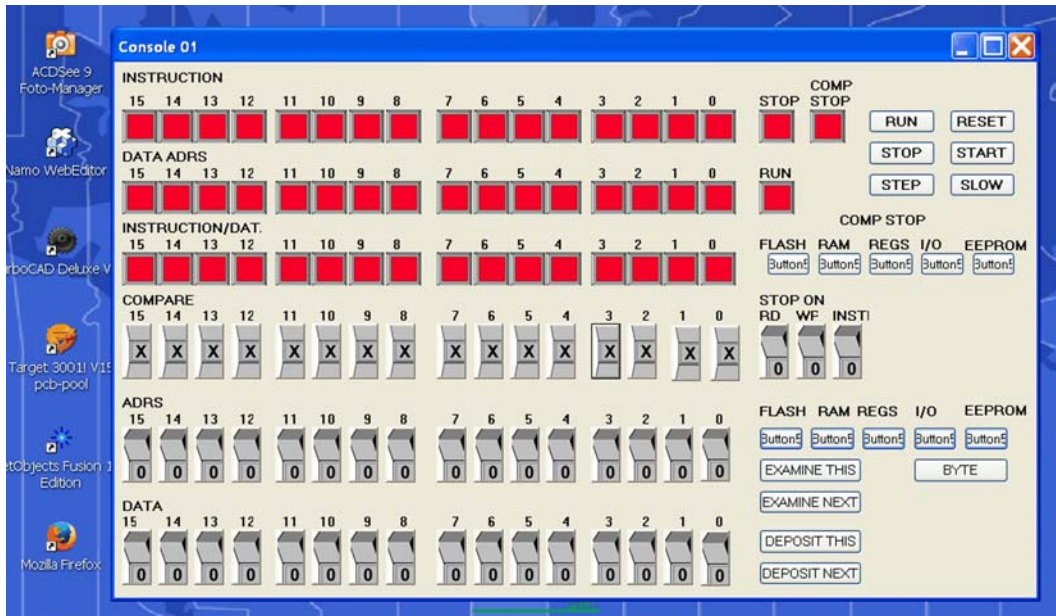 Console 01
ACDSee 9
Foto-Manager
Namo WebEditor
TurboCAD Deluxe V
Target 3001! V15
pcb-pool
etObjects Fusion 1
Edition
Mozilla Firefox
INSTRUCTION
15 14 13 12 11 10 9 8 7 6 5 4 3 2 1 0
STOP
COMP
STOP
RUN RESET
STOP START
STEP SLOW
DATA ADRS
15 14 13 12 11 10 9 8 7 6 5 4 3 2 1 0
RUN
INSTRUCTION/DAT.
15 14 13 12 11 10 9 8 7 6 5 4 3 2 1 0
COMP STOP
FLASH RAM REGS I/O EEPROM
Button5 Button5 Button5 Button5 Button5
COMPARE
15 14 13 12 11 10 9 8 7 6 5 4 3 2 1 0
X X X X X X X X X X X X X X X X
STOP ON
RD WF INSTI
0 0 0
ADRS
15 14 13 12 11 10 9 8 7 6 5 4 3 2 1 0
0 0 0 0 0 0 0 0 0 0 0 0 0 0 0 0
FLASH RAM REGS I/O EEPROM
Button5 Button5 Button5 Button5 Button5
EXAMINE THIS BYTE
EXAMINE NEXT
DATA
15 14 13 12 11 10 9 8 7 6 5 4 3 2 1 0
0 0 0 0 0 0 0 0 0 0 0 0 0 0 0 0
DEPOSIT THIS
DEPOSIT NEXT